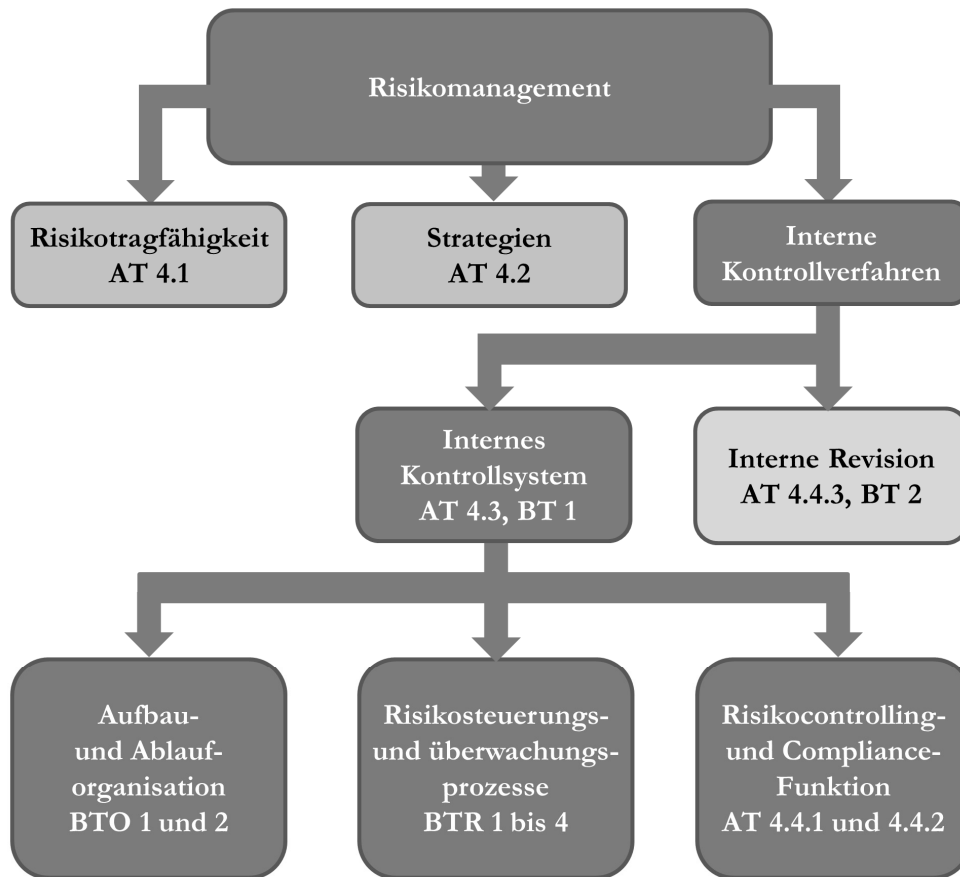 Risikomanagement
Risikotragfähigkeit
AT 4.1
Strategien
AT 4.2
Interne
Kontrollverfahren
Internes
Kontrollsystem
AT 4.3, BT 1
Interne Revision
AT 4.4.3, BT 2
Aufbau-
und Ablauf-
organisation
BTO 1 und 2
Risikosteuerungs-
und überwachungs-
prozesse
BTR 1 bis 4
Risikocontrolling-
und Compliance-
Funktion
AT 4.4.1 und 4.4.2